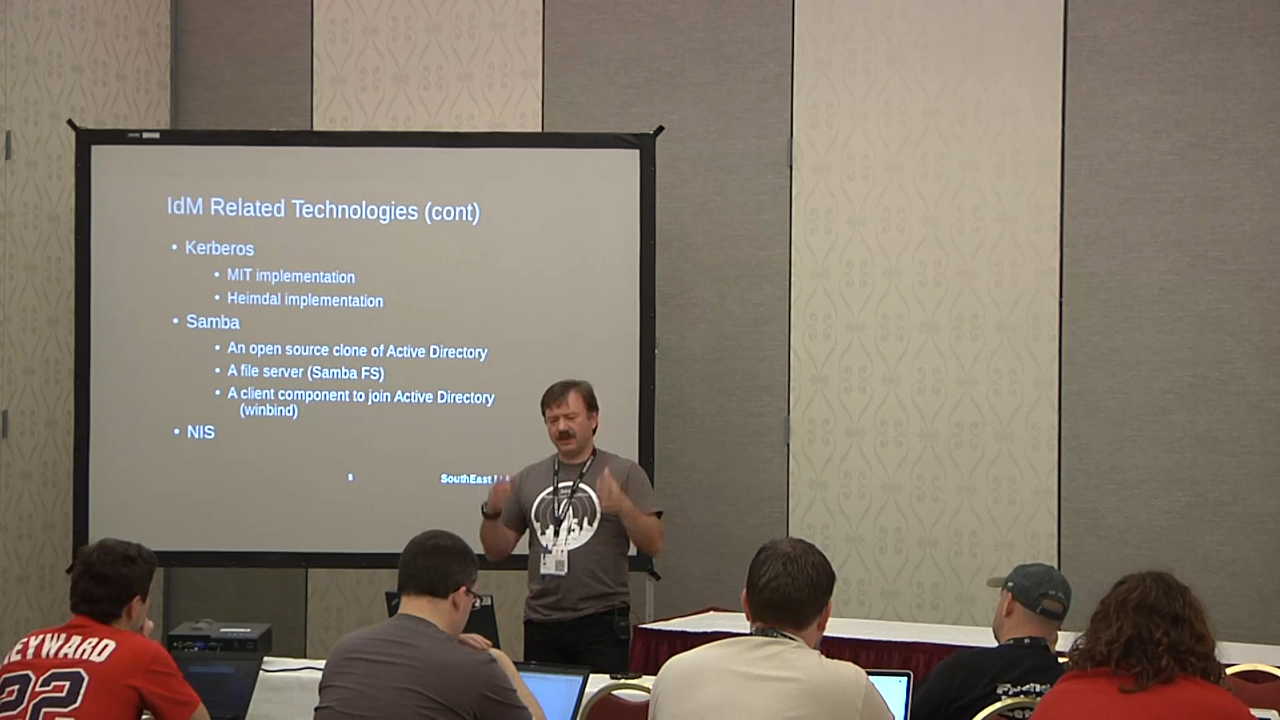 IdM Related Technologies (cont)
• Kerberos
• MIT implementation
• Heimdal implementation
• Samba
• An open source clone of Active Directory
• A file server (Samba FS)
• A client component to join Active Directory
(winbind)
• NIS
5
SouthEast
EYWARD
22